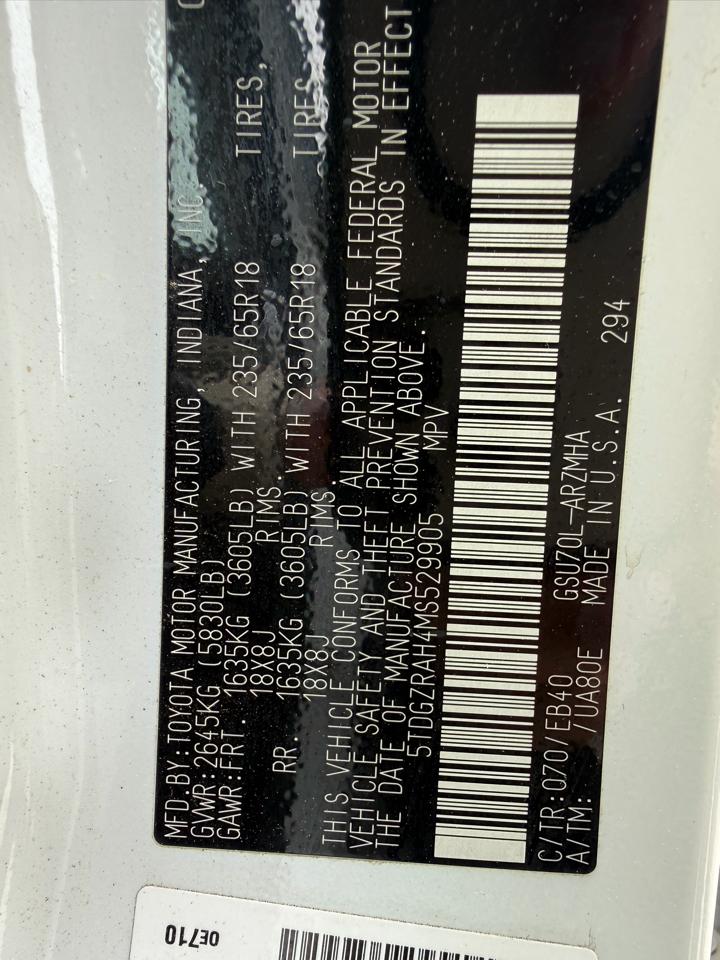 MFD.BY:TOYOTA MOTOR MANUFACTURING, INDIANA, INC
GVWR:2645KG (5830LB)
GAWR:FRT. 1635KG (3605LB) WITH 235/65R18 TIRES,
18X8J RIMS.
RR. 1635KG (3605LB) WITH 235/65R18 TIRES
18X8J RIMS.
THIS VEHICLE CONFORMS TO ALL APPLICABLE FEDERAL MOTOR
VEHICLE SAFETY AND THEFT PREVENTION STANDARDS IN EFFECT
THE DATE OF MANUFACTURE SHOWN ABOVE.
5TDGZRAH4MS529905 MPV
C/TR:070/EB40 GSU70L-ARZMHA
A/TM: /UA80E MADE IN U.S.A. 294
0E710